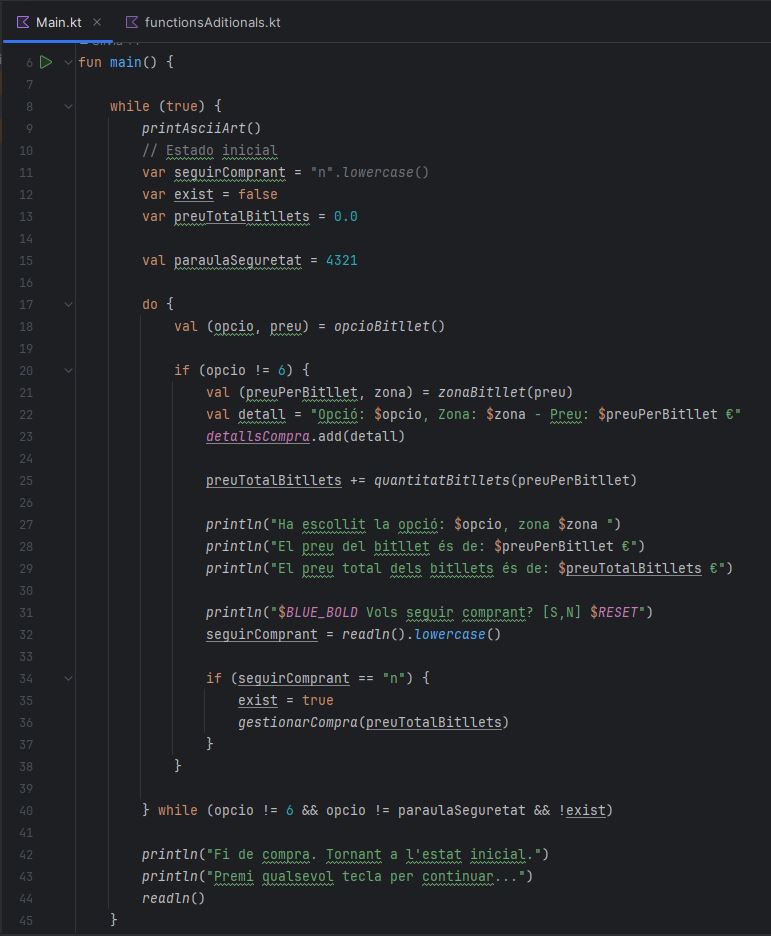 Main.kt × functionsAditionals.kt
6 fun main() {
7
8 while (true) {
9 printAsciiArt()
10 // Estado inicial
11 var seguirComprant = "n".lowercase()
12 var exist = false
13 var preuTotalBitllets = 0.0
14
15 val paraulaSeguretat = 4321
16
17 do {
18 val (opcio, preu) = opcioBitllet()
19
20 if (opcio != 6) {
21 val (preuPerBitllet, zona) = zonaBitllet(preu)
22 val detall = "Opció: $opcio, Zona: $zona - Preu: $preuPerBitllet €"
23 detallsCompra.add(detall)
24
25 preuTotalBitllets += quantitatBitllets(preuPerBitllet)
26
27 println("Ha escollit la opció: $opcio, zona $zona ")
28 println("El preu del bitllet és de: $preuPerBitllet €")
29 println("El preu total dels bitllets és de: $preuTotalBitllets €")
30
31 println("$BLUE_BOLD Vols seguir comprant? [S,N] $RESET")
32 seguirComprant = readln().lowercase()
33
34 if (seguirComprant == "n") {
35 exist = true
36 gestionarCompra(preuTotalBitllets)
37 }
38 }
39
40 } while (opcio != 6 && opcio != paraulaSeguretat && !exist)
41
42 println("Fi de compra. Tornant a l'estat inicial.")
43 println("Premi qualsevol tecla per continuar...")
44 readln()
45 }